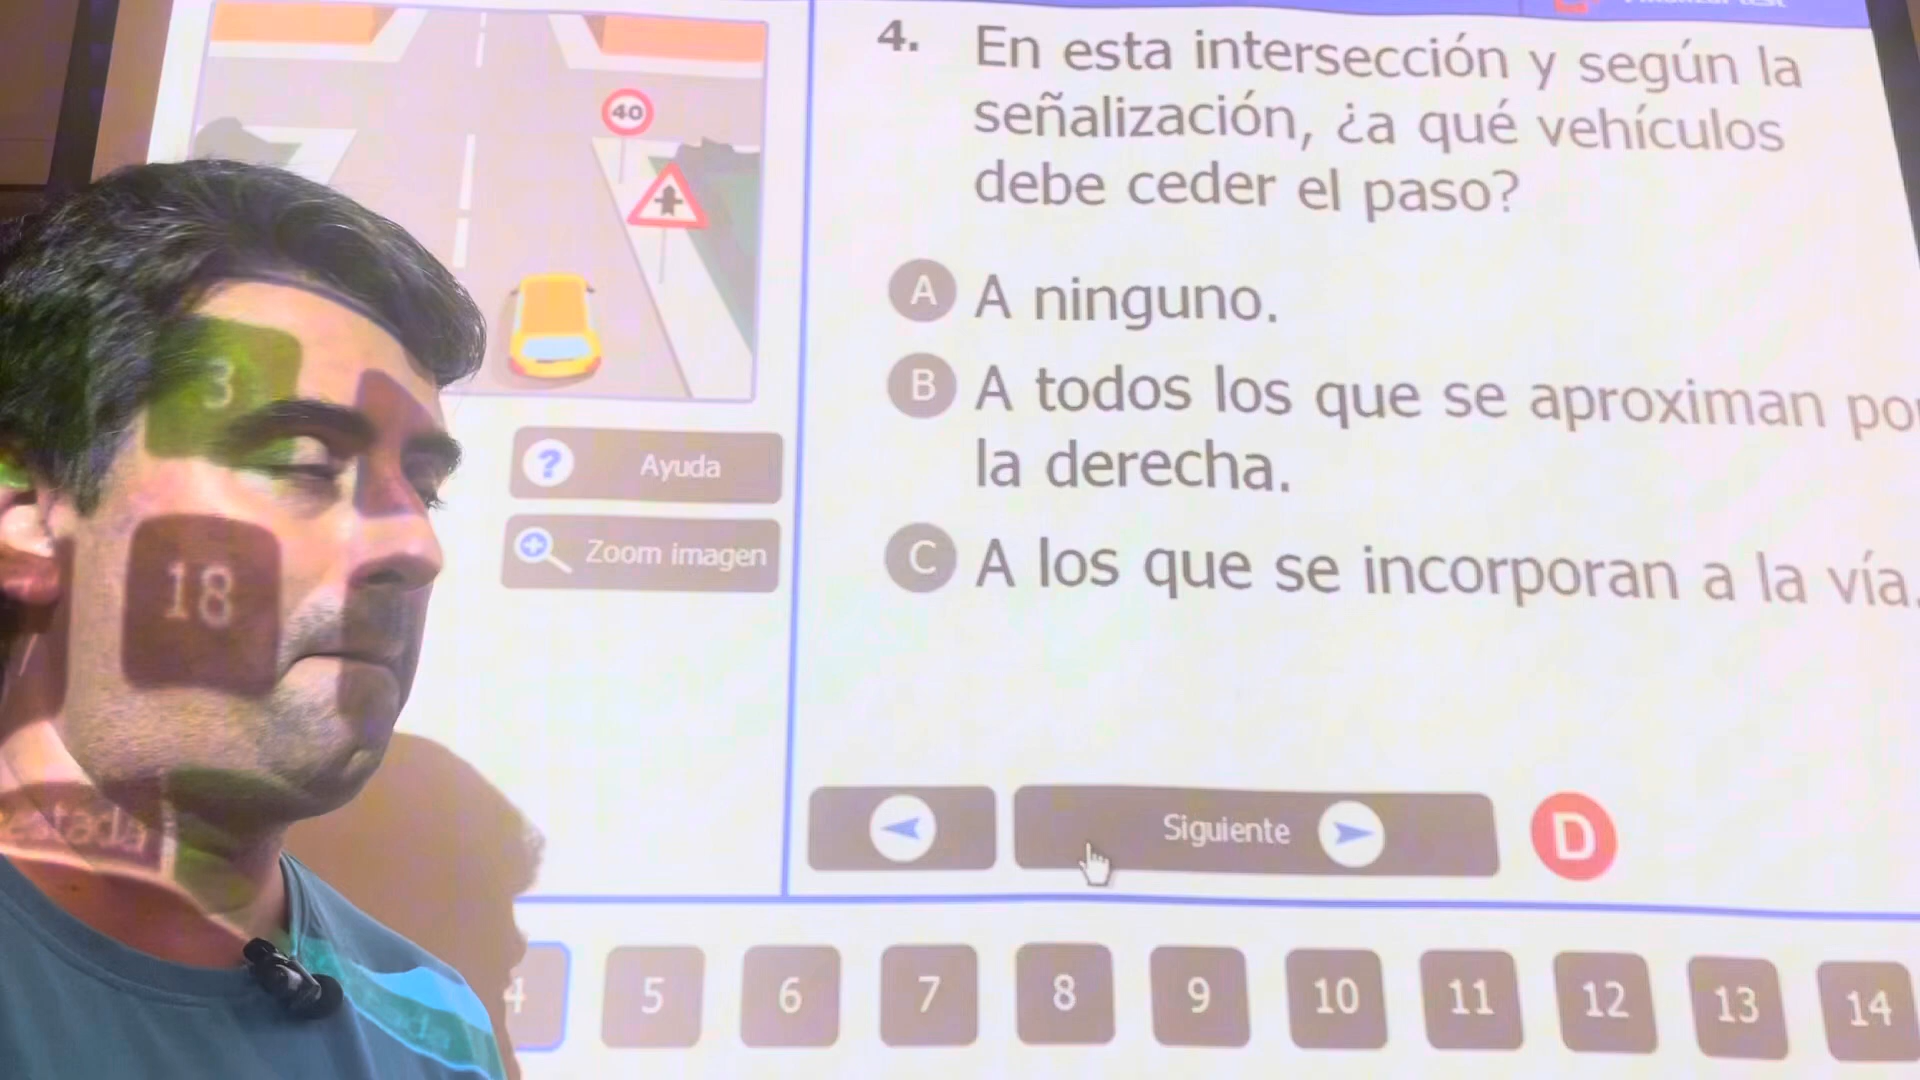 4. En esta intersección y según la
señalización, ¿a qué vehículos
debe ceder el paso?
40
A A ninguno.
B A todos los que se aproximan po
la derecha.
C A los que se incorporan a la vía.
? Ayuda
Zoom imagen
3
18
Siguiente
D
4 5 6 7 8 9 10 11 12 13 14